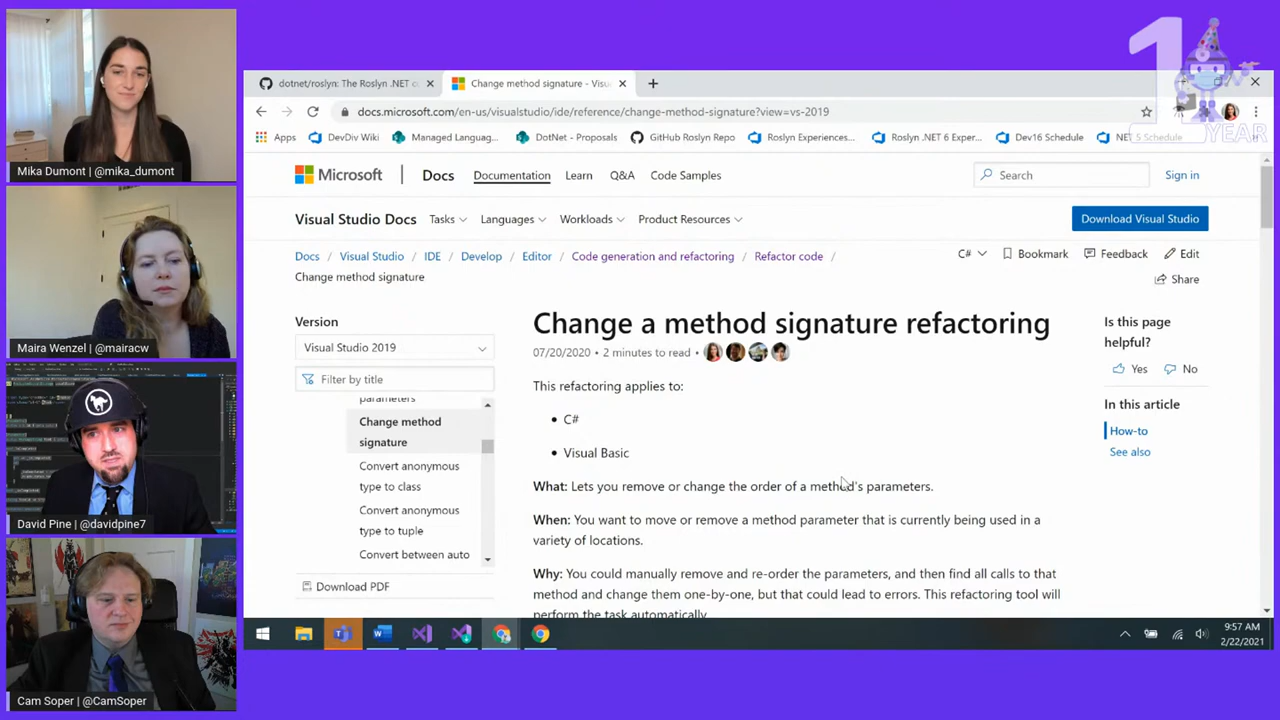 Mika Dumont | @mika_dumont
Maira Wenzel | @mairacw
David Pine | @davidpine7
Cam Soper | @CamSoper
1
YEAR
dotnet/roslyn: The Roslyn .NET c
Change method signature - Visu
docs.microsoft.com/en-us/visualstudio/ide/reference/change-method-signature?view=vs-2019
Apps DevDiv Wiki Managed Languag... DotNet - Proposals GitHub Roslyn Repo Roslyn Experiences... Roslyn .NET 6 Exper... Dev16 Schedule NET 5 Schedule
Microsoft Docs Documentation Learn Q&A Code Samples Search Sign in
Visual Studio Docs Tasks Languages Workloads Product Resources Download Visual Studio
Docs / Visual Studio / IDE / Develop / Editor / Code generation and refactoring / Refactor code /
Change method signature
C# Bookmark Feedback Edit
Share
Version
Visual Studio 2019
Filter by title
parameters
Change method
signature
Convert anonymous
type to class
Convert anonymous
type to tuple
Convert between auto
Download PDF
Change a method signature refactoring
07/20/2020 • 2 minutes to read
This refactoring applies to:
• C#
• Visual Basic
What: Lets you remove or change the order of a method's parameters.
When: You want to move or remove a method parameter that is currently being used in a
variety of locations.
Why: You could manually remove and re-order the parameters, and then find all calls to that
method and change them one-by-one, but that could lead to errors. This refactoring tool will
perform the task automatically.
Is this page
helpful?
Yes No
In this article
How-to
See also
9:57 AM
2/22/2021